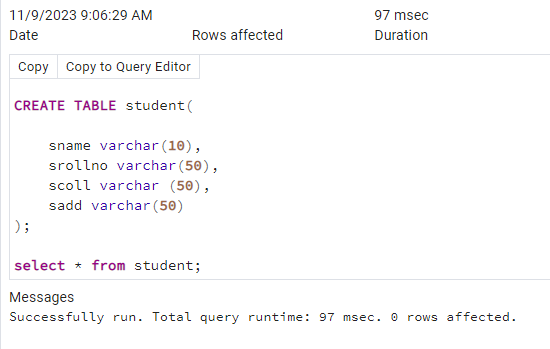 11/9/2023 9:06:29 AM 97 msec
Date Rows affected Duration
Copy Copy to Query Editor
CREATE TABLE student(
sname varchar(10),
srollno varchar(50),
scoll varchar (50),
sadd varchar(50)
);
select * from student;
Messages
Successfully run. Total query runtime: 97 msec. 0 rows affected.